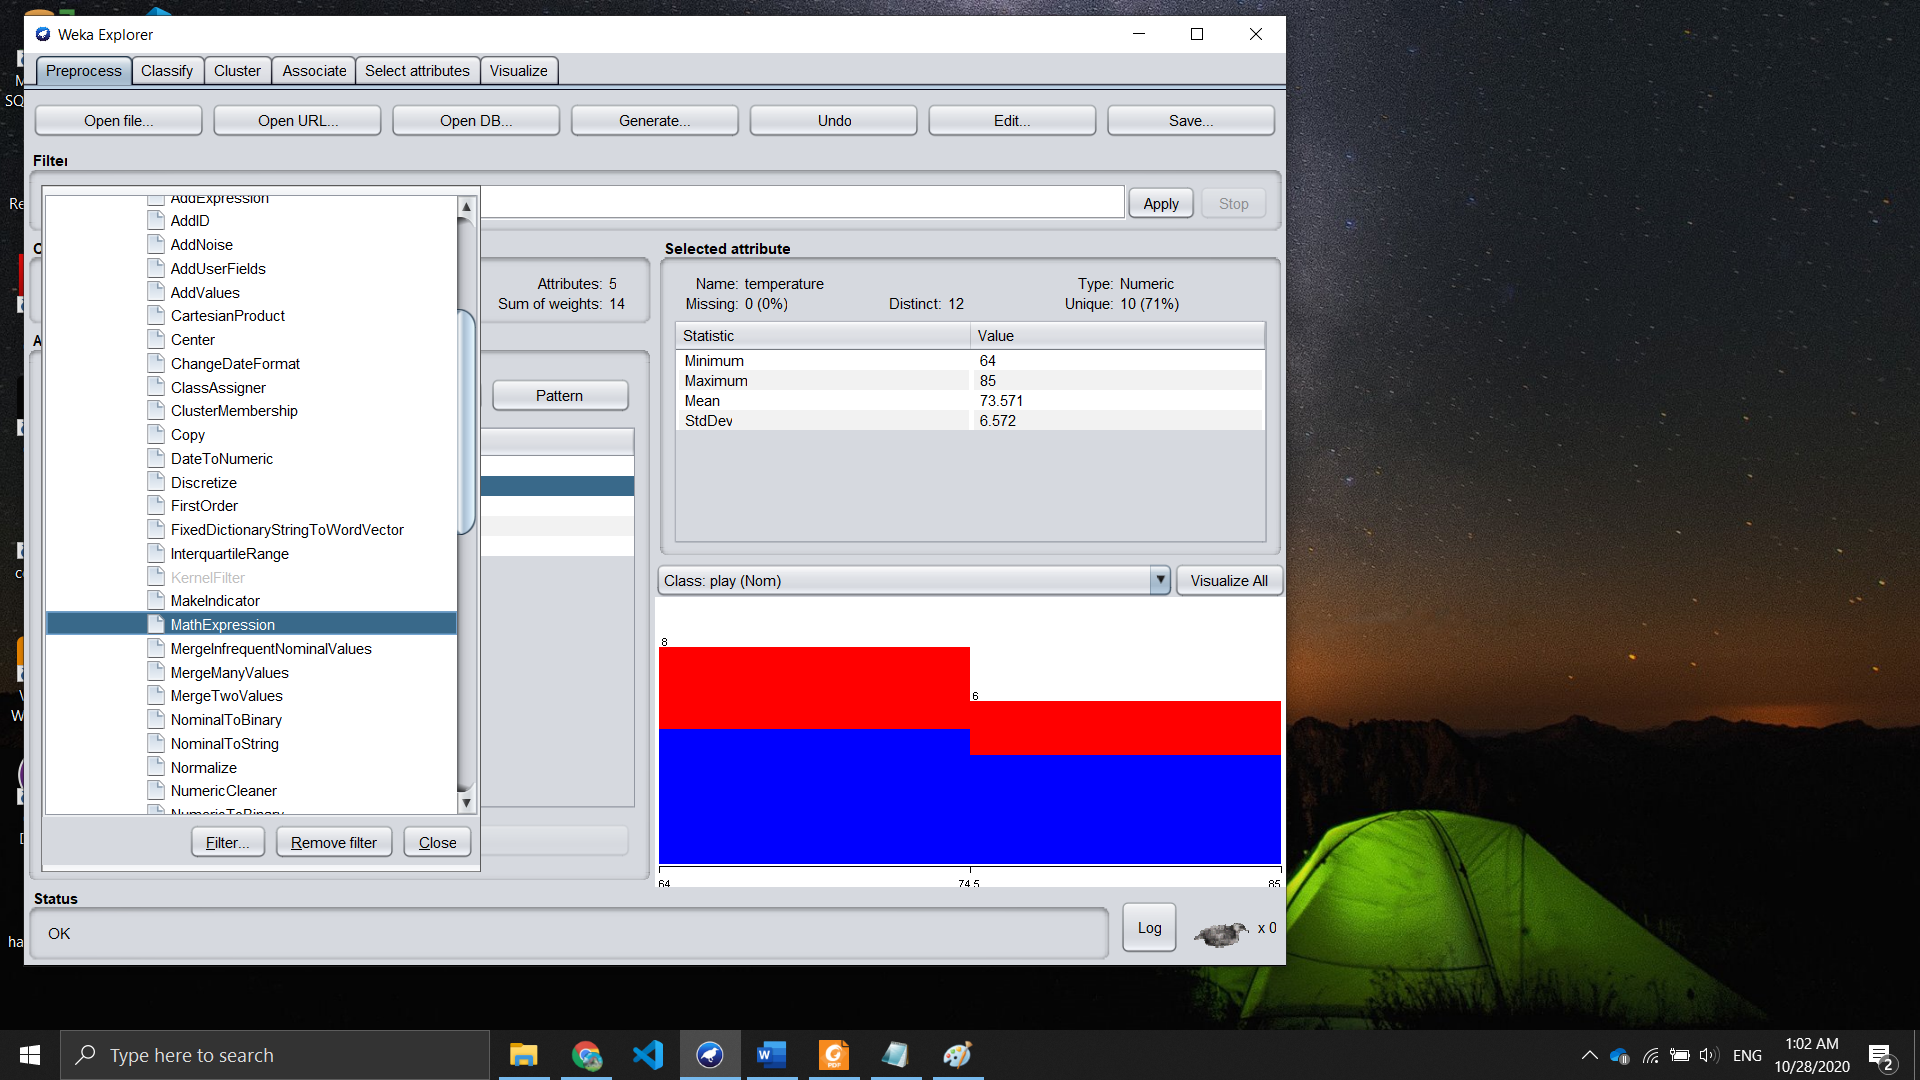 Weka Explorer
Preprocess Classify Cluster Associate Select attributes Visualize
Open file... Open URL... Open DB... Generate... Undo Edit... Save...
Filter
Apply Stop
AddExpression
AddID
AddNoise
AddUserFields
AddValues
CartesianProduct
Center
ChangeDateFormat
ClassAssigner
ClusterMembership
Copy
DateToNumeric
Discretize
FirstOrder
FixedDictionaryStringToWordVector
InterquartileRange
KernelFilter
MakeIndicator
MathExpression
MergeInfrequentNominalValues
MergeManyValues
MergeTwoValues
NominalToBinary
NominalToString
Normalize
NumericCleaner
NumericToBinary
Filter... Remove filter Close
Attributes: 5
Sum of weights: 14
Pattern
Selected attribute
Name: temperature Type: Numeric
Missing: 0 (0%) Distinct: 12 Unique: 10 (71%)
Statistic Value
Minimum 64
Maximum 85
Mean 73.571
StdDev 6.572
Class: play (Nom) Visualize All
8
6
64 74.5 85
Status
OK
Log x 0
Type here to search
ENG
1:02 AM
10/28/2020
2